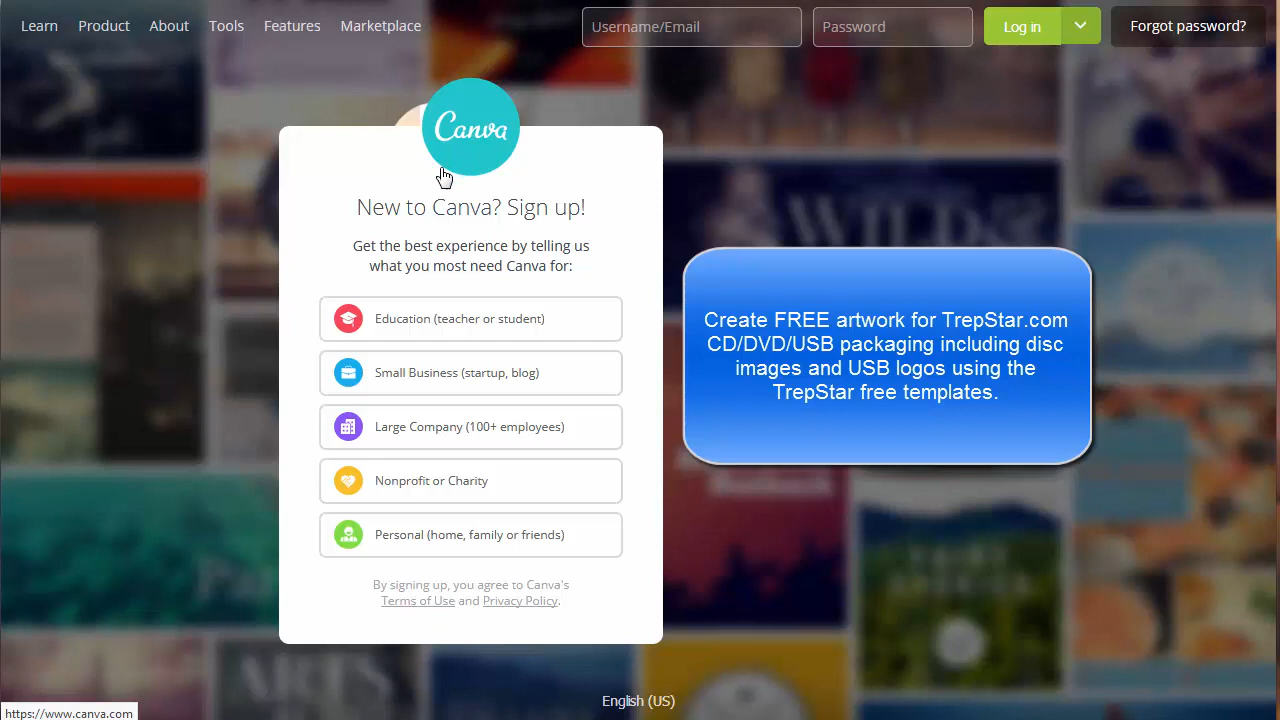 Learn Product About Tools Features Marketplace Username/Email Password Log in Forgot password?
Canva
New to Canva? Sign up!
Get the best experience by telling us
what you most need Canva for:
Education (teacher or student)
Small Business (startup, blog)
Large Company (100+ employees)
Nonprofit or Charity
Personal (home, family or friends)
By signing up, you agree to Canva's
Terms of Use and Privacy Policy.
WILD
Create FREE artwork for TrepStar.com
CD/DVD/USB packaging including disc
images and USB logos using the
TrepStar free templates.
English (US)
https://www.canva.com